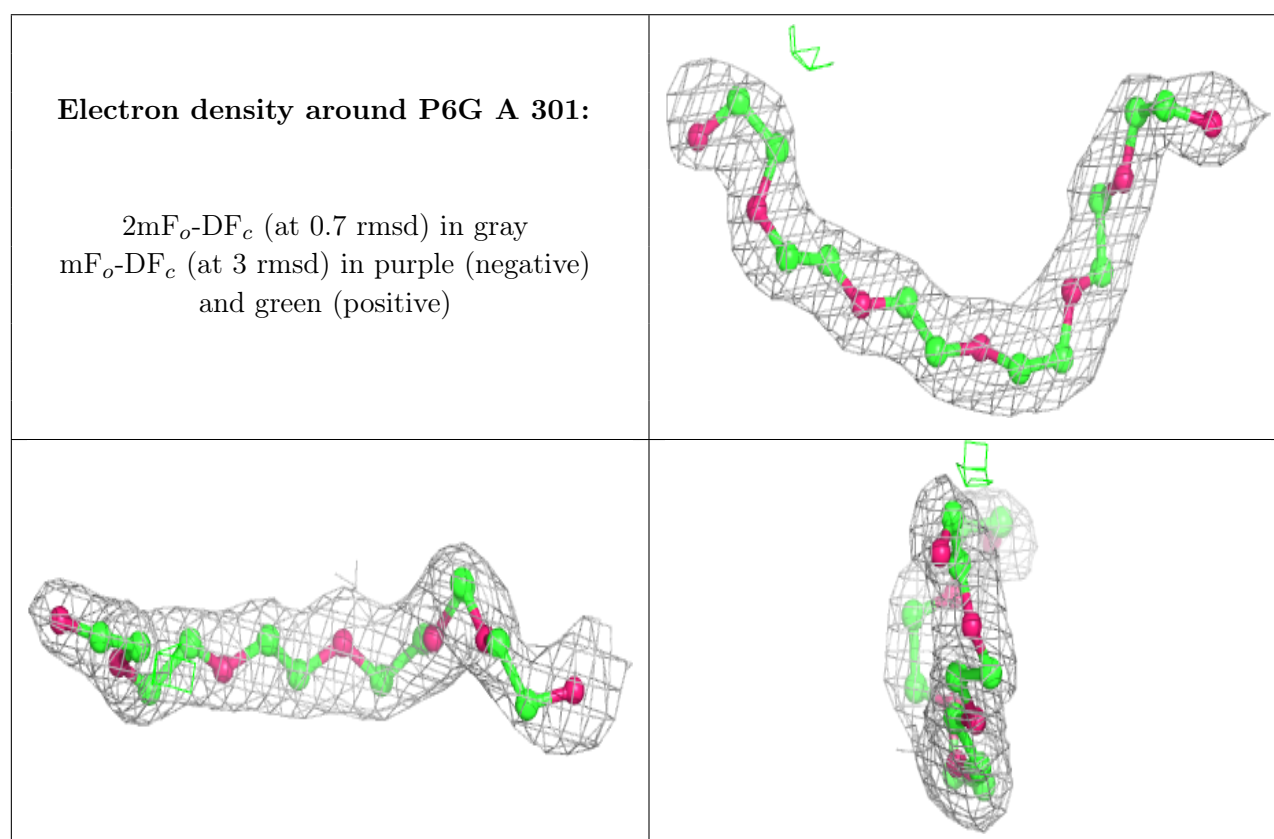 Electron density around P6G A 301:
2mFo-DFc (at 0.7 rmsd) in gray
mFo-DFc (at 3 rmsd) in purple (negative)
and green (positive)